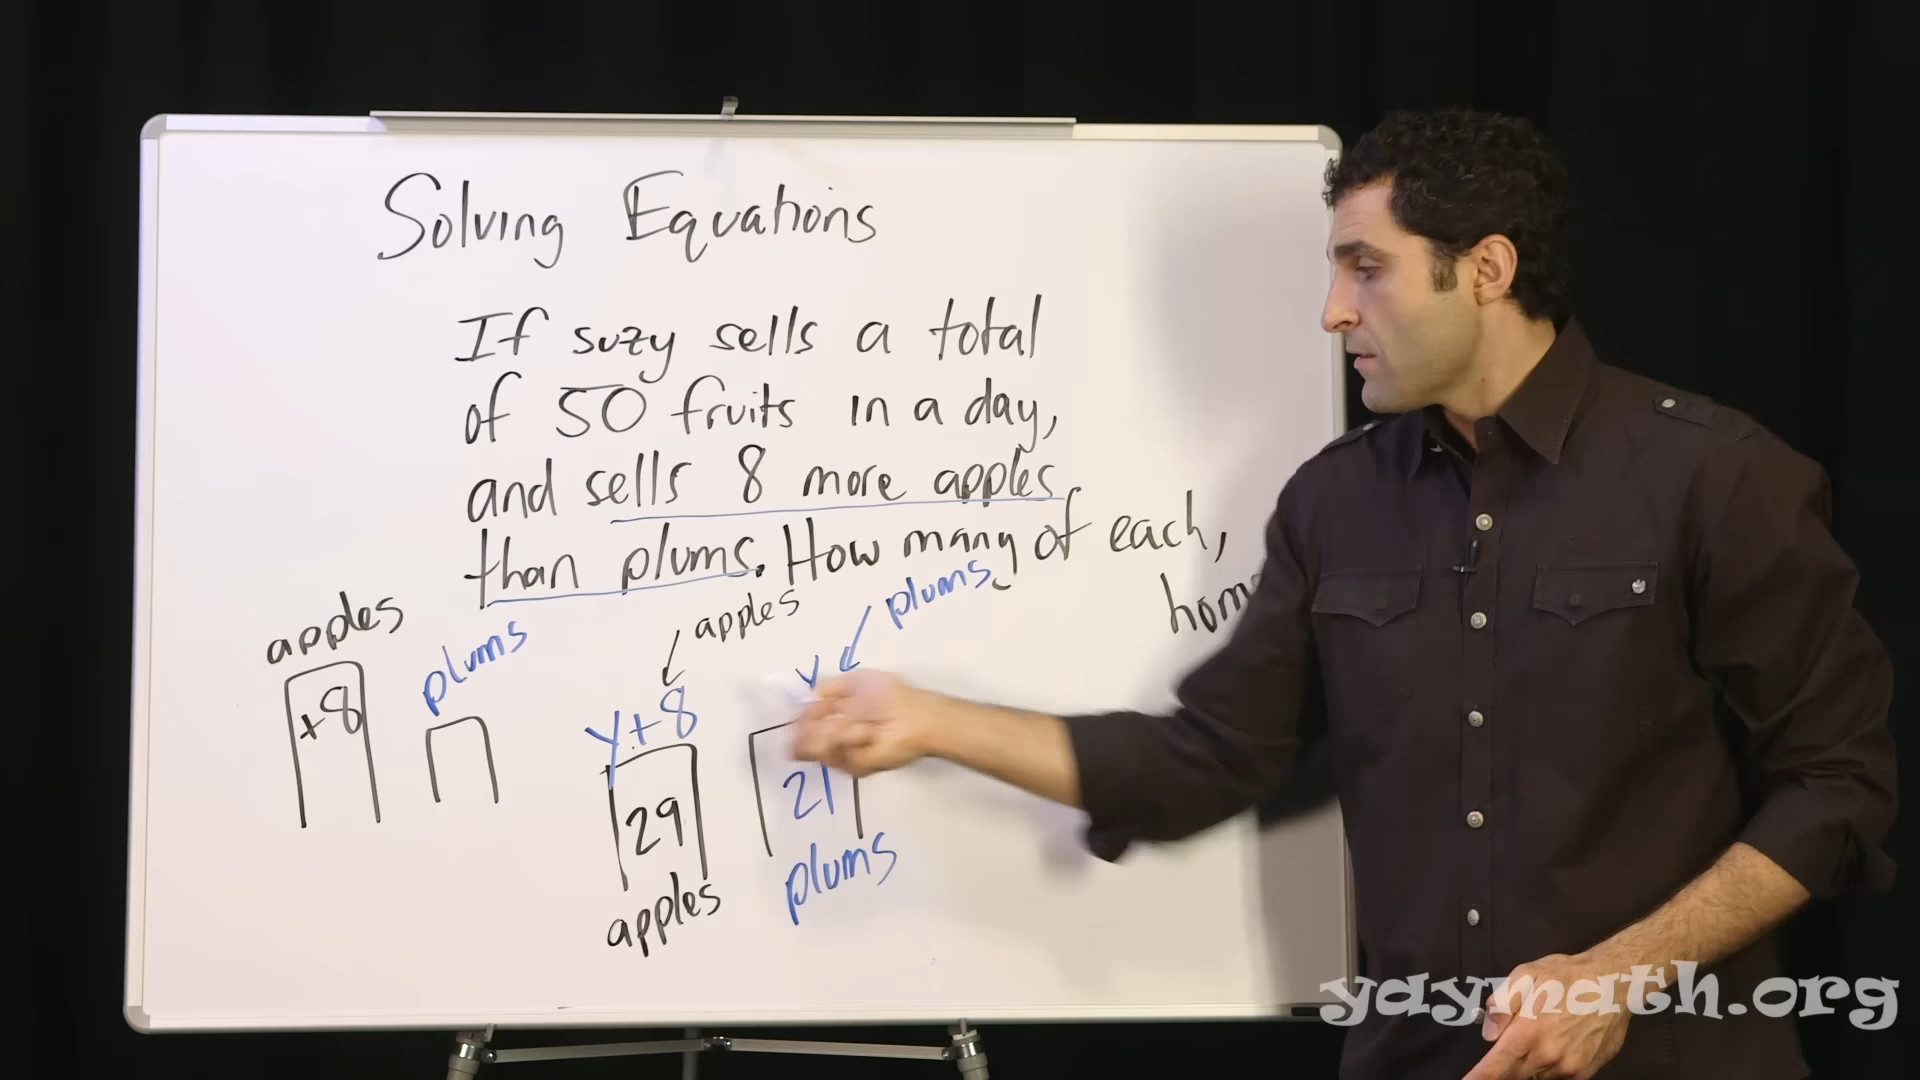 Solving Equations
If suzy sells a total
of 50 fruits in a day,
and sells 8 more apples
than plums. How many of each,
apples
plums
apples
plums
+8
y+8
29
21
apples
plums
yaymath.org